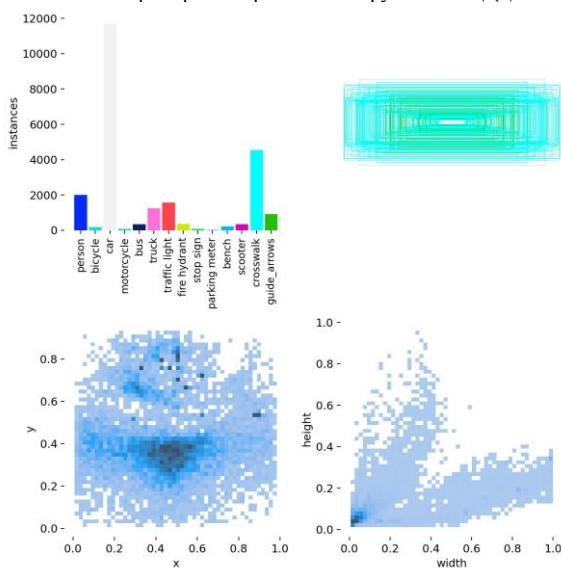 12000
10000
8000
6000
4000
2000
0
instances
person
bicycle
car
motorcycle
bus
truck
traffic light
fire hydrant
stop sign
parking meter
bench
scooter
crosswalk
guide_arrows
0.8
0.6
0.4
0.2
0.0
y
0.0 0.2 0.4 0.6 0.8 1.0
x
1.0
0.8
0.6
0.4
0.2
0.0
height
0.0 0.2 0.4 0.6 0.8 1.0
width